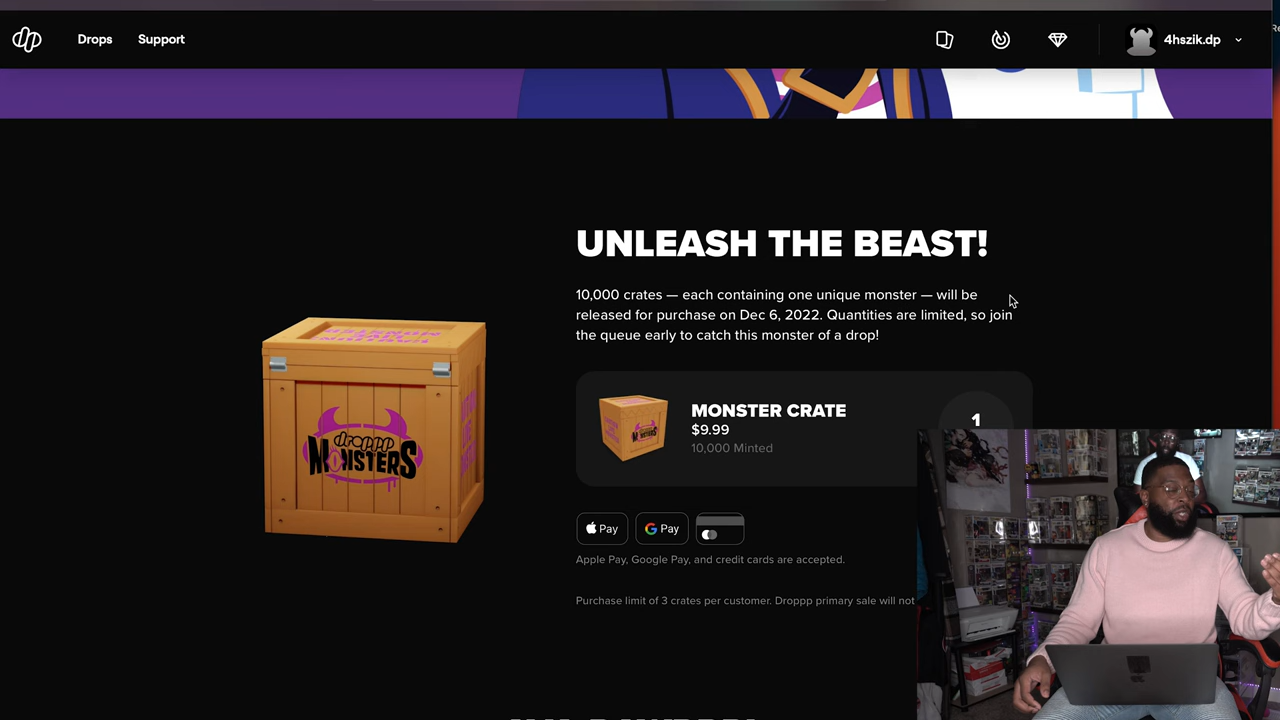 Drops
Support
4hszik.dp
UNLEASH THE BEAST!
10,000 crates — each containing one unique monster — will be
released for purchase on Dec 6, 2022. Quantities are limited, so join
the queue early to catch this monster of a drop!
droppp
MONSTERS
MONSTER CRATE
$9.99
10,000 Minted
1
Pay
G Pay
Apple Pay, Google Pay, and credit cards are accepted.
Purchase limit of 3 crates per customer. Droppp primary sale will not